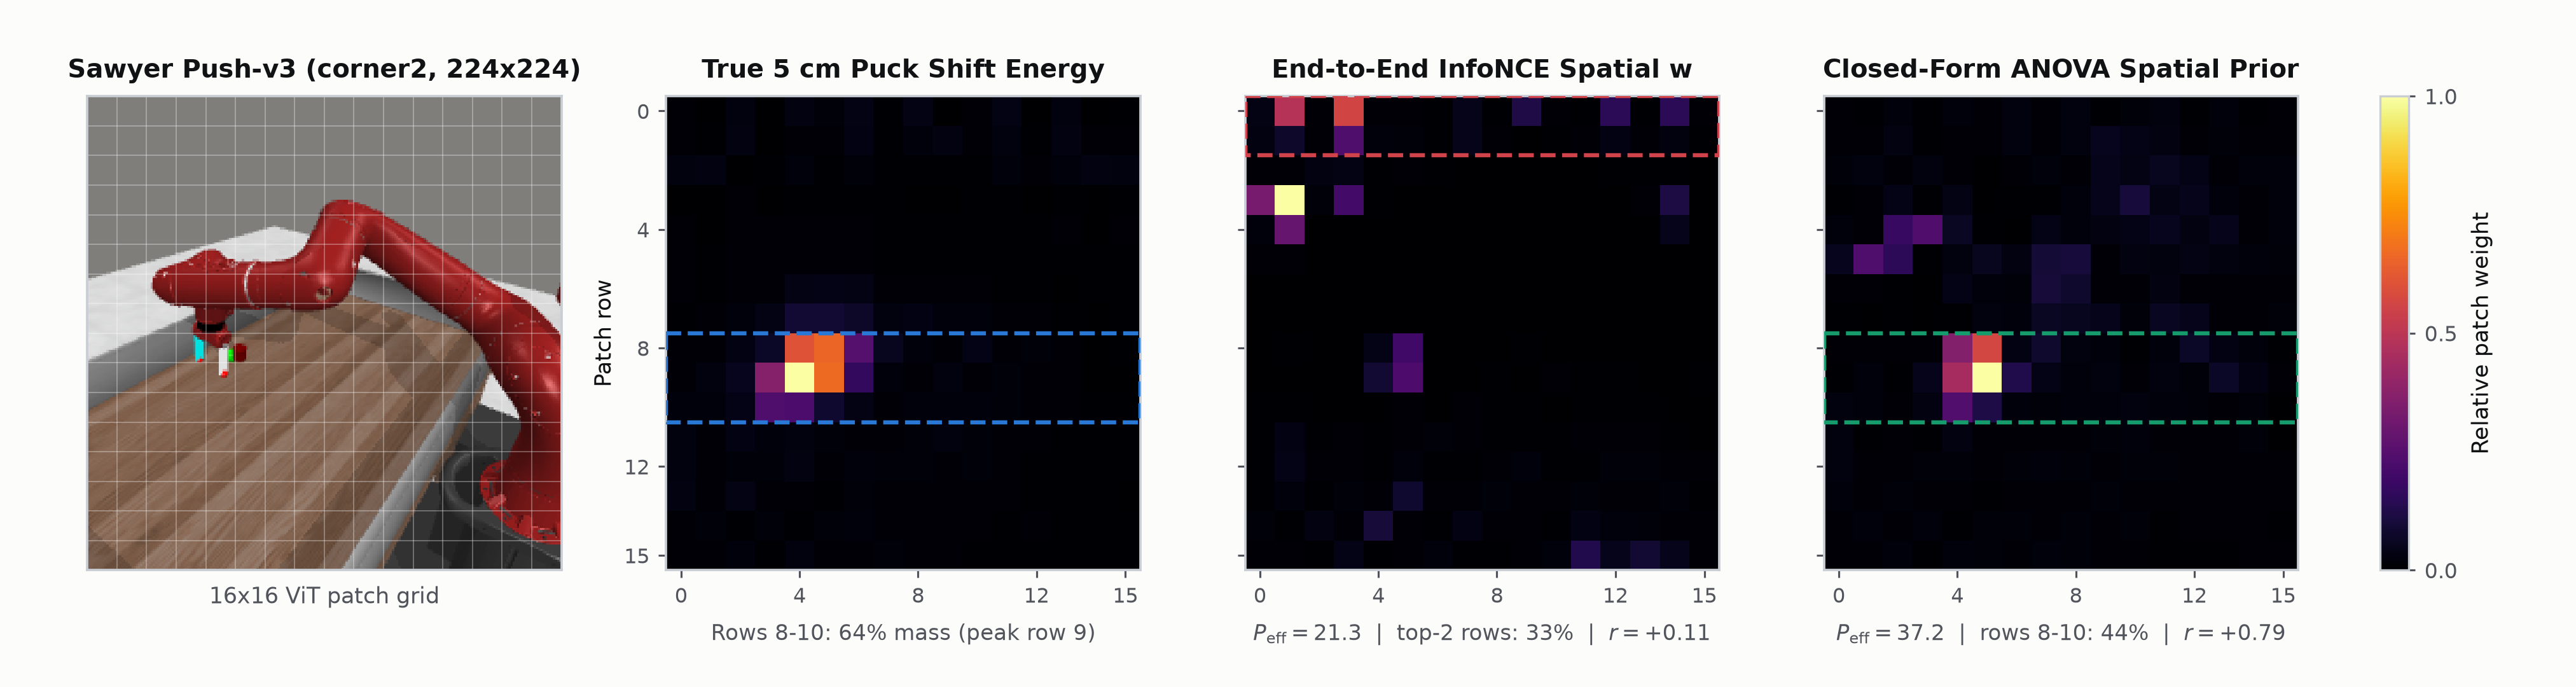 Sawyer Push-v3 (corner2, 224x224)
16x16 ViT patch grid
True 5 cm Puck Shift Energy
Patch row
0
4
8
12
15
0 4 8 12 15
Rows 8-10: 64% mass (peak row 9)
End-to-End InfoNCE Spatial w
0 4 8 12 15
P_eff = 21.3 | top-2 rows: 33% | r = +0.11
Closed-Form ANOVA Spatial Prior
0 4 8 12 15
P_eff = 37.2 | rows 8-10: 44% | r = +0.79
1.0
0.5
0.0
Relative patch weight